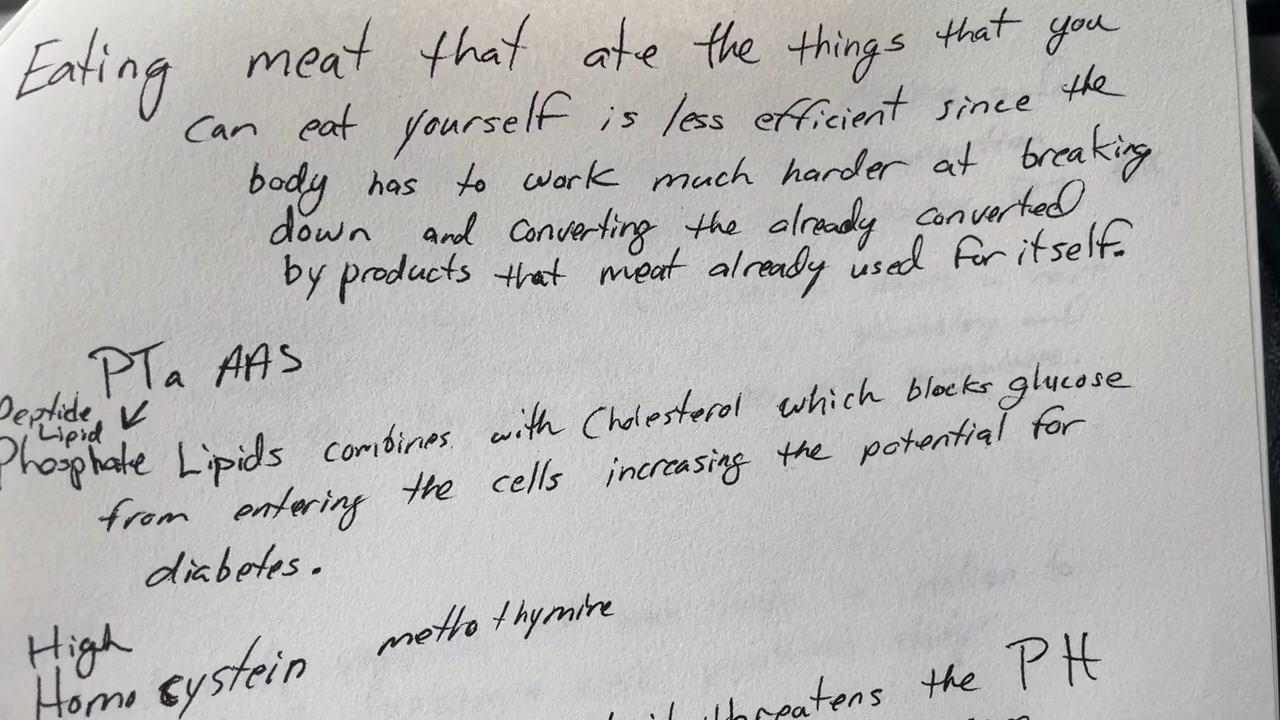 Eating meat that ate the things that you
can eat yourself is less efficient since the
body has to work much harder at breaking
down and converting the already converted
by products that meat already used for itself.
PTa AAS
Peptide
Lipid
Phosphate Lipids combines with Cholesterol which blocks glucose
from entering the cells increasing the potential for
diabetes.
High
Homo cystein metho thymine
threatens the PH